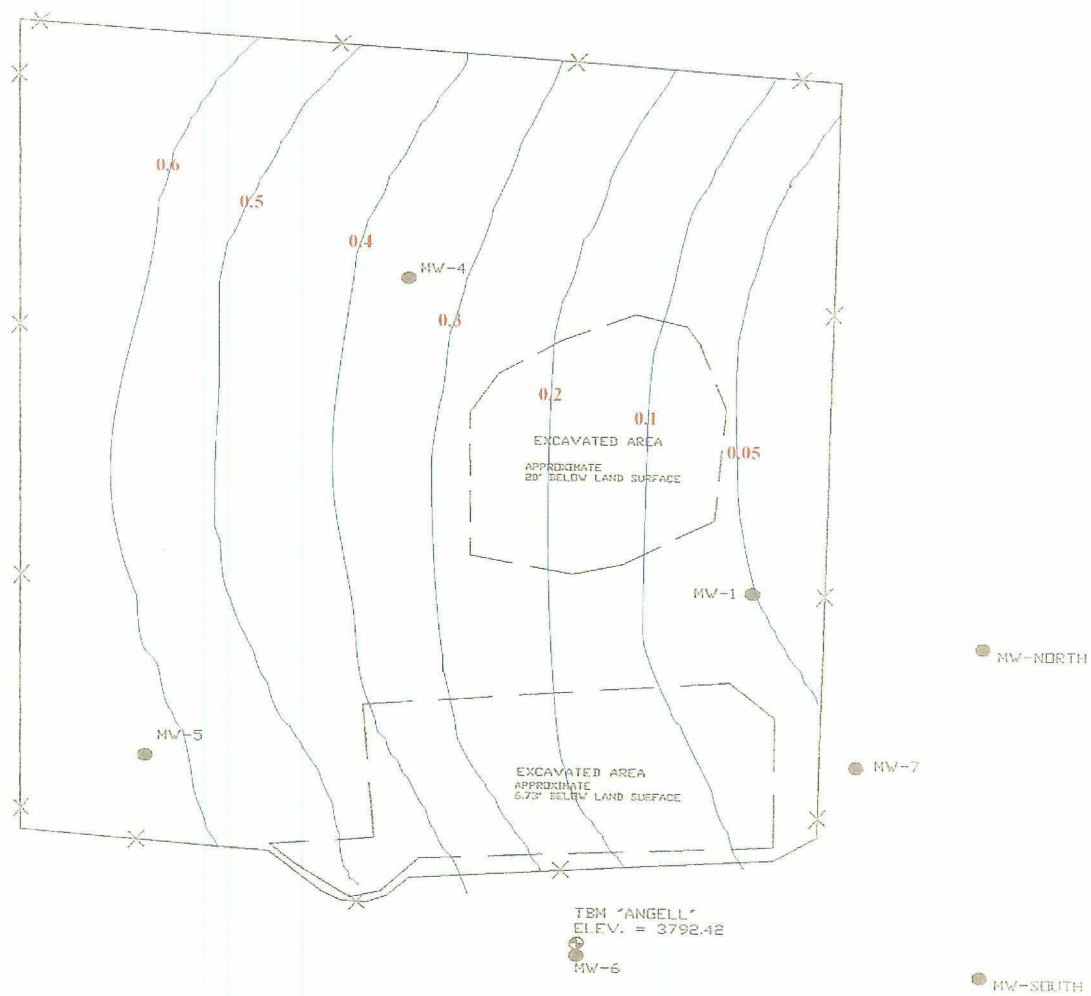 0.6
0.5
0.4
MW-4
0.3
0.2
0.1
EXCAVATED AREA
0.05
APPROXIMATE
20' BELOW LAND SURFACE
MW-1
MW-NORTH
MW-5
MW-7
EXCAVATED AREA
APPROXIMATE
6.73' BELOW LAND SURFACE
TBM "ANGELL"
ELEV. = 3792.42
MW-6
MW-SOUTH